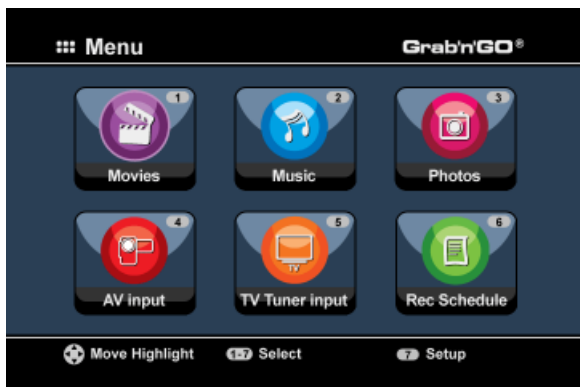 Menu
Grab'n'GO®
1
2
3
Movies
Music
Photos
4
5
6
TV
AV input
TV Tuner input
Rec Schedule
Move Highlight
1-7 Select
7 Setup